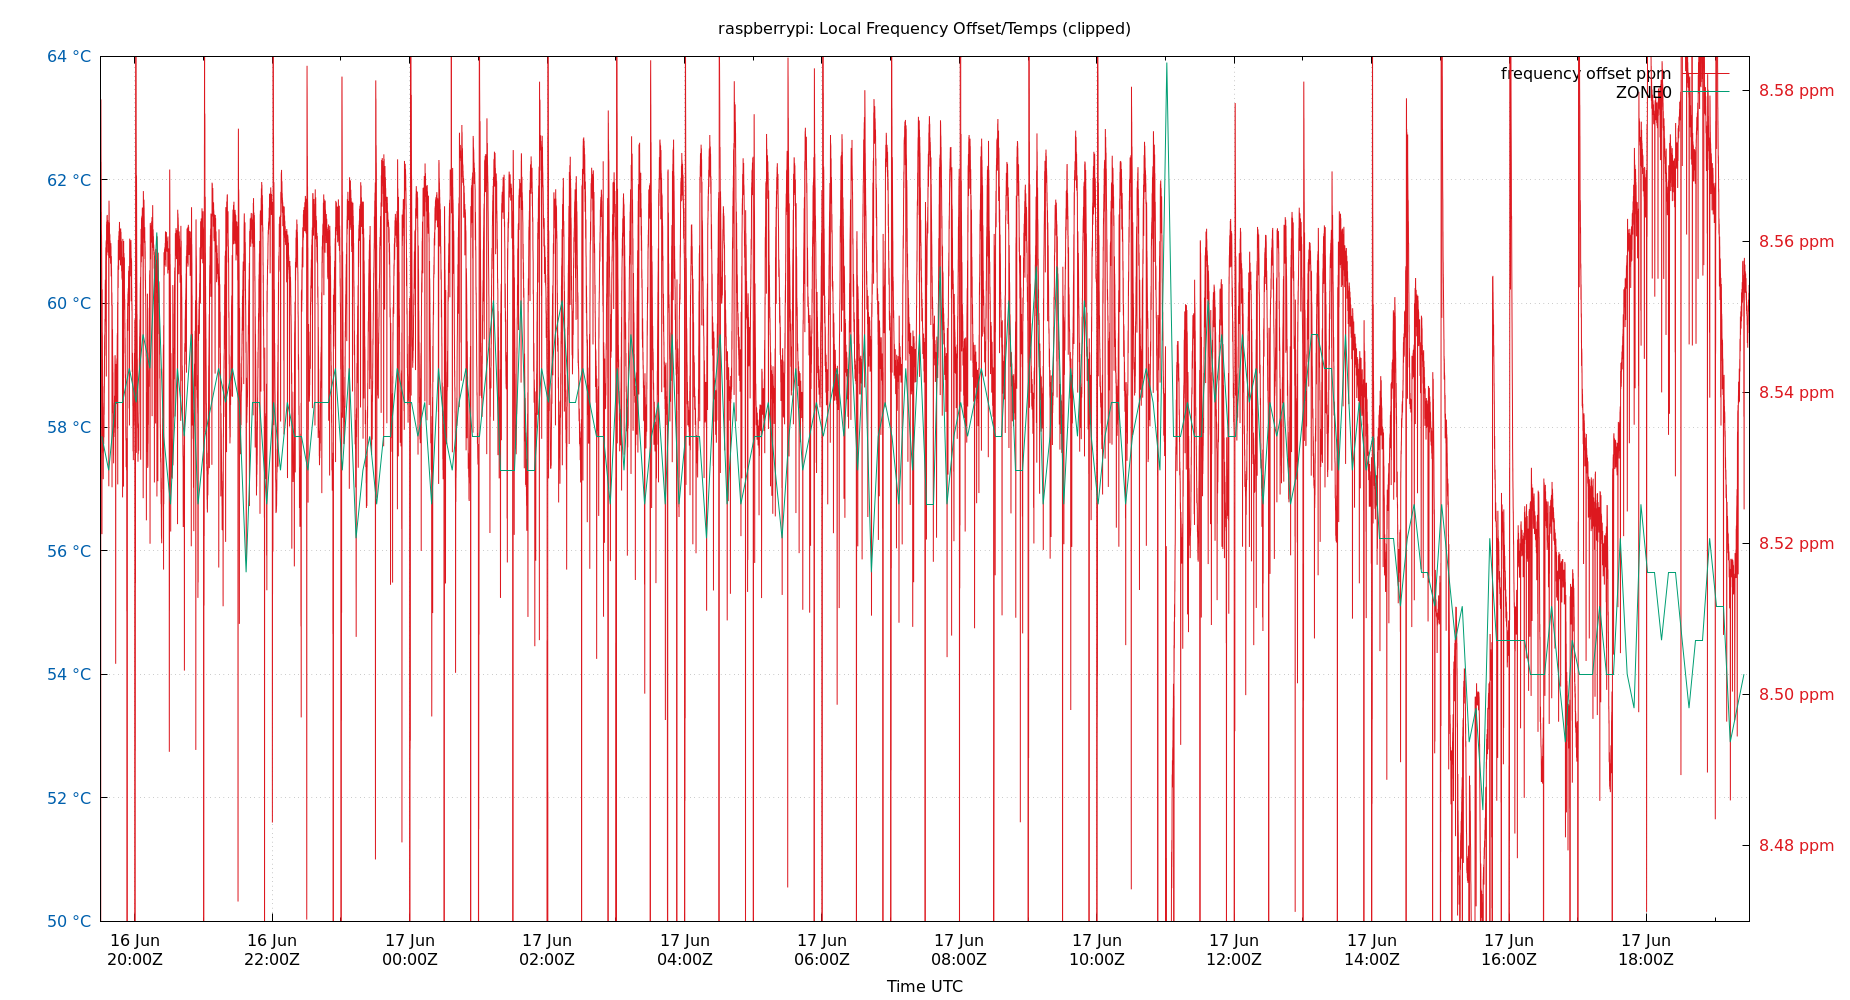 raspberrypi: Local Frequency Offset/Temps (clipped)
64 °C
62 °C
60 °C
58 °C
56 °C
54 °C
52 °C
50 °C
frequency offset ppm
ZONE0
8.58 ppm
8.56 ppm
8.54 ppm
8.52 ppm
8.50 ppm
8.48 ppm
16 Jun 16 Jun 17 Jun 17 Jun 17 Jun 17 Jun 17 Jun 17 Jun 17 Jun 17 Jun 17 Jun 17 Jun
20:00Z 22:00Z 00:00Z 02:00Z 04:00Z 06:00Z 08:00Z 10:00Z 12:00Z 14:00Z 16:00Z 18:00Z
Time UTC